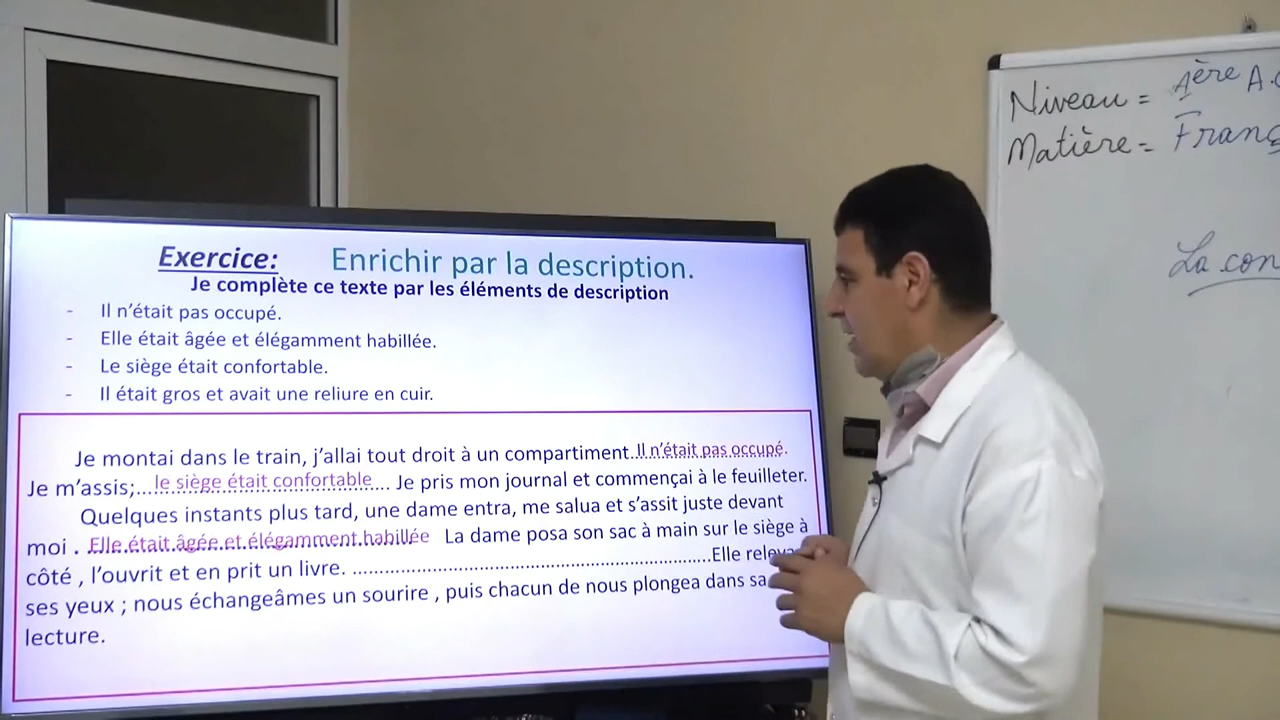 Exercice: Enrichir par la description.
Je complète ce texte par les éléments de description
- Il n'était pas occupé.
- Elle était âgée et élégamment habillée.
- Le siège était confortable.
- Il était gros et avait une reliure en cuir.
Je montai dans le train, j'allai tout droit à un compartiment..Il n'était pas occupé.
Je m'assis;....le siège était confortable.... Je pris mon journal et commençai à le feuilleter.
Quelques instants plus tard, une dame entra, me salua et s'assit juste devant
moi . Elle était âgée et élégamment habillée La dame posa son sac à main sur le siège à
côté , l'ouvrit et en prit un livre. ..................................................................Elle
ses yeux ; nous échangeâmes un sourire , puis chacun de nous plongea dans sa
lecture.
Niveau = 1ère
Matière =
La